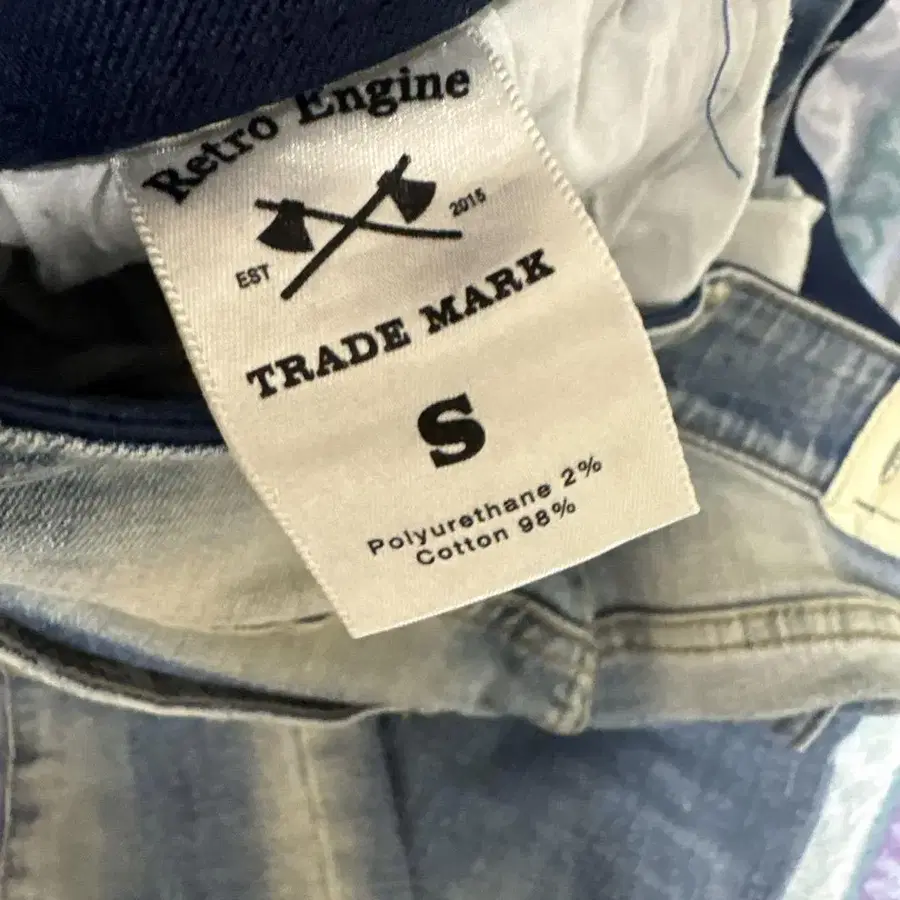 Retro Engine
EST 2015
TRADE MARK
S
Polyurethane 2%
Cotton 98%